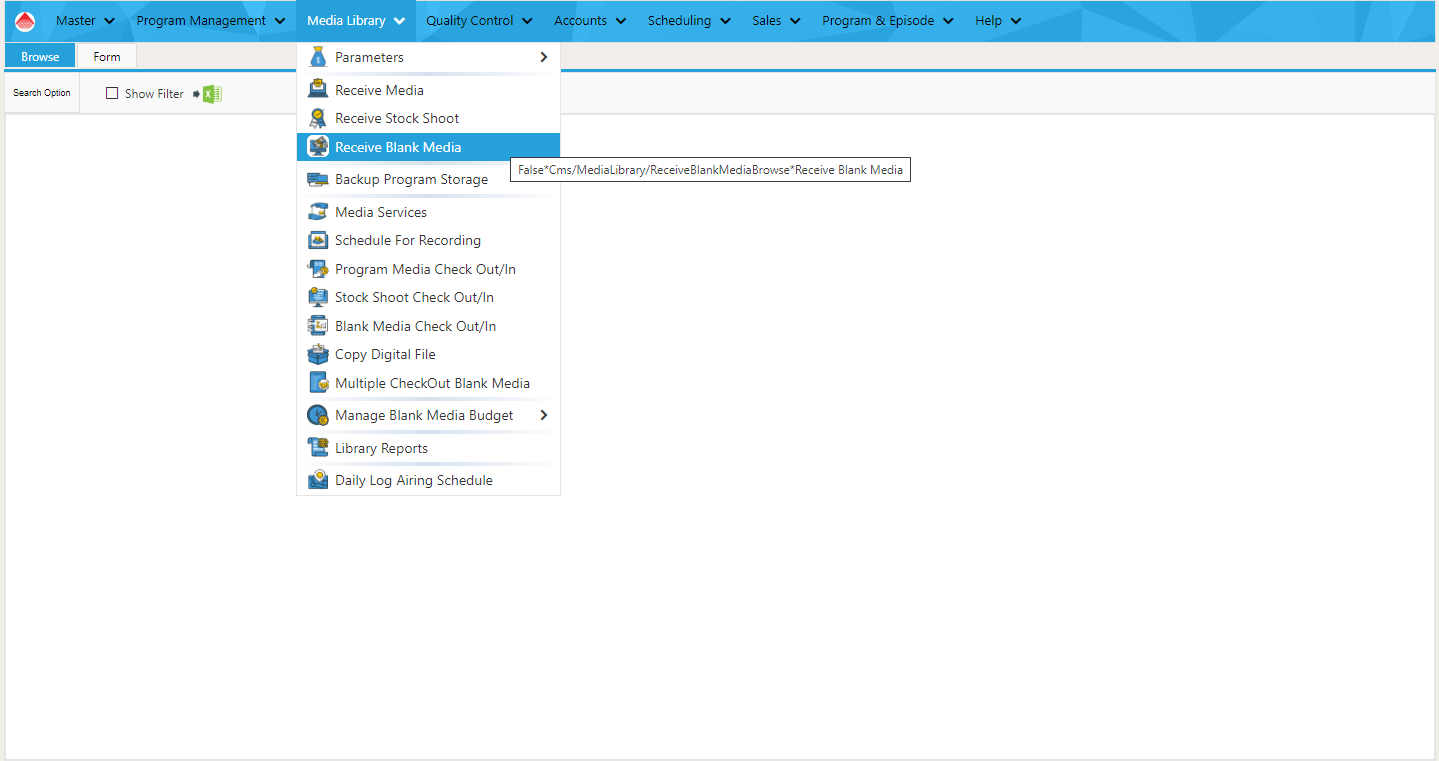 Master Program Management Media Library Quality Control Accounts Scheduling Sales Program & Episode Help
Browse Form
Search Option Show Filter
Parameters
Receive Media
Receive Stock Shoot
Receive Blank Media
False*Cms/MediaLibrary/ReceiveBlankMediaBrowse*Receive Blank Media
Backup Program Storage
Media Services
Schedule For Recording
Program Media Check Out/In
Stock Shoot Check Out/In
Blank Media Check Out/In
Copy Digital File
Multiple CheckOut Blank Media
Manage Blank Media Budget
Library Reports
Daily Log Airing Schedule